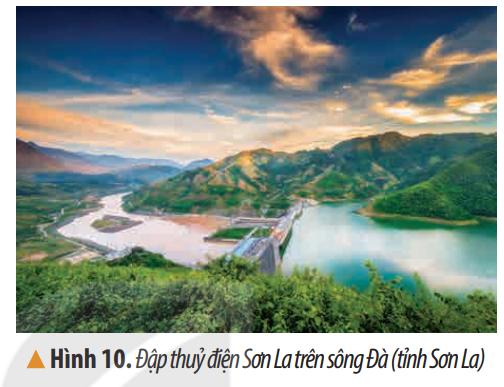 ▲ Hình 10. Đập thuỷ điện Sơn La trên sông Đà (tỉnh Sơn La)